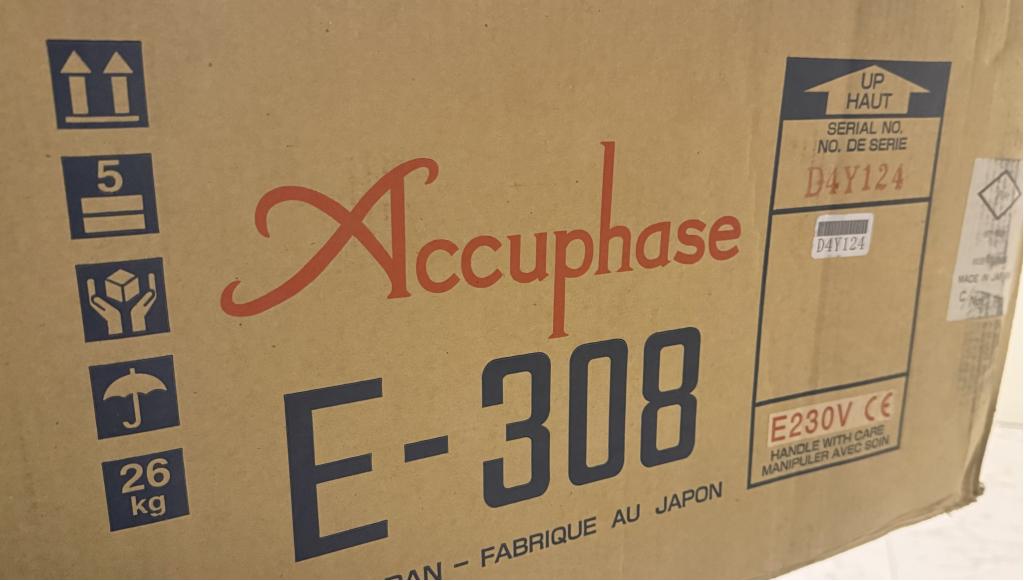 5
26
kg
Accuphase
E-308
– FABRIQUE AU JAPON
UP
HAUT
SERIAL NO.
NO. DE SERIE
D4Y124
D4Y124
E230V CE
HANDLE WITH CARE
MANIPULER AVEC SOIN
MADE IN